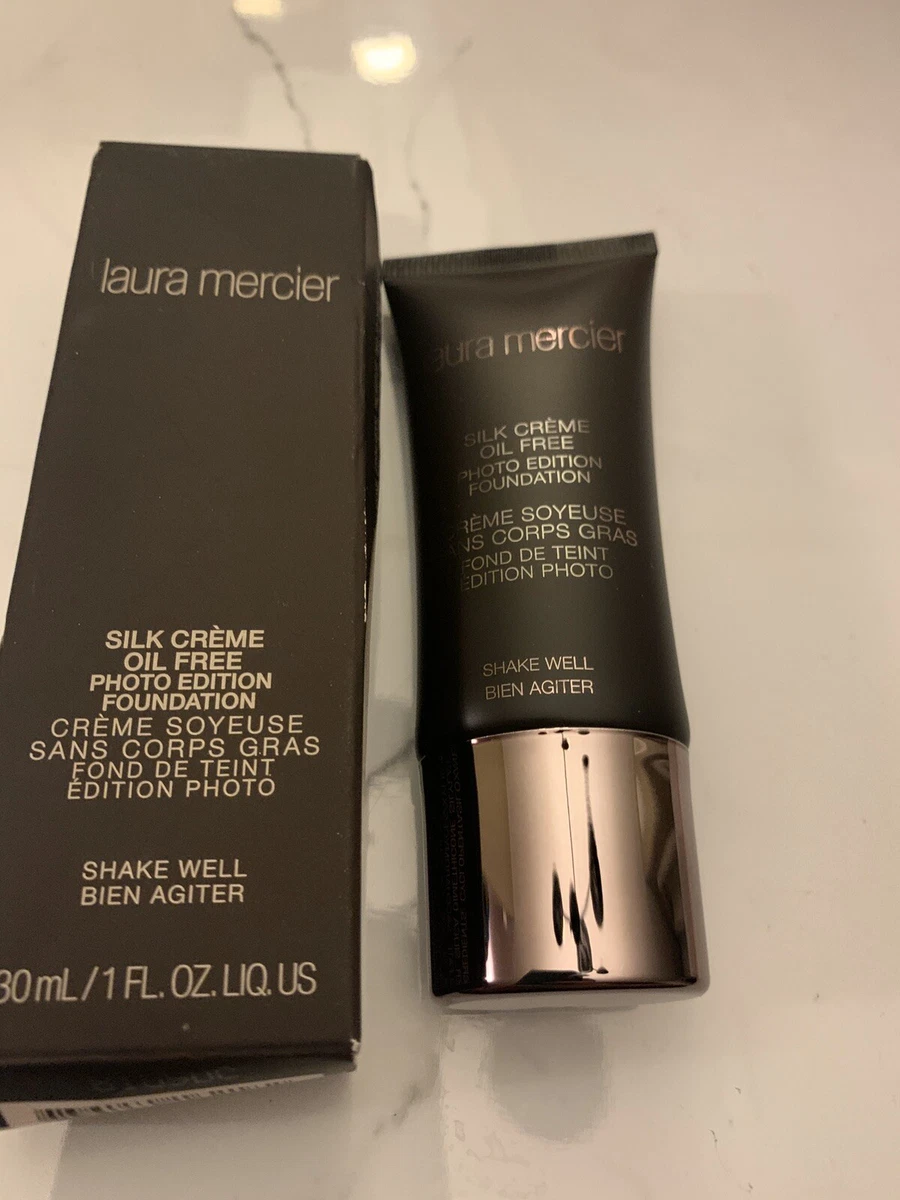 laura mercier
SILK CRÈME
OIL FREE
PHOTO EDITION
FOUNDATION
CRÈME SOYEUSE
SANS CORPS GRAS
FOND DE TEINT
ÉDITION PHOTO
SHAKE WELL
BIEN AGITER
30mL/1 FL. OZ. LIQ. US
laura mercier
SILK CRÈME
OIL FREE
PHOTO EDITION
FOUNDATION
CRÈME SOYEUSE
SANS CORPS GRAS
FOND DE TEINT
ÉDITION PHOTO
SHAKE WELL
BIEN AGITER